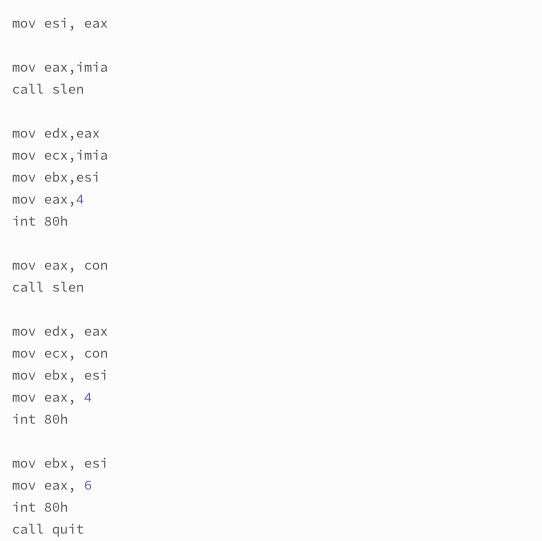 mov esi, eax
mov eax,imia
call slen
mov edx,eax
mov ecx,imia
mov ebx,esi
mov eax,4
int 80h
mov eax, con
call slen
mov edx, eax
mov ecx, con
mov ebx, esi
mov eax, 4
int 80h
mov ebx, esi
mov eax, 6
int 80h
call quit